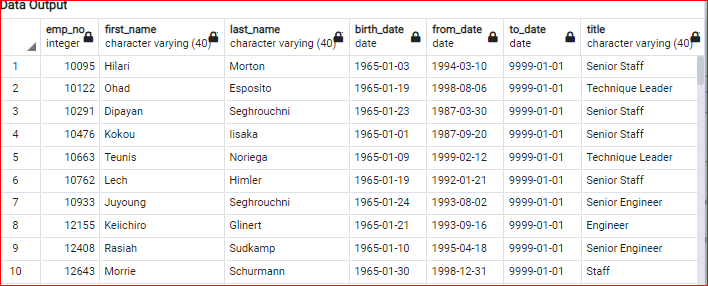 Data Output
emp_no first_name last_name birth_date from_date to_date title
integer character varying (40) character varying (40) date date date character varying (40)
1 10095 Hilari Morton 1965-01-03 1994-03-10 9999-01-01 Senior Staff
2 10122 Ohad Esposito 1965-01-19 1998-08-06 9999-01-01 Technique Leader
3 10291 Dipayan Seghrouchni 1965-01-23 1987-03-30 9999-01-01 Senior Staff
4 10476 Kokou Iisaka 1965-01-01 1987-09-20 9999-01-01 Senior Staff
5 10663 Teunis Noriega 1965-01-09 1999-02-12 9999-01-01 Technique Leader
6 10762 Lech Himler 1965-01-19 1992-01-21 9999-01-01 Senior Staff
7 10933 Juyoung Seghrouchni 1965-01-24 1993-08-02 9999-01-01 Senior Engineer
8 12155 Keiichiro Glinert 1965-01-21 1993-09-16 9999-01-01 Engineer
9 12408 Rasiah Sudkamp 1965-01-10 1995-04-18 9999-01-01 Senior Engineer
10 12643 Morrie Schurmann 1965-01-30 1998-12-31 9999-01-01 Staff